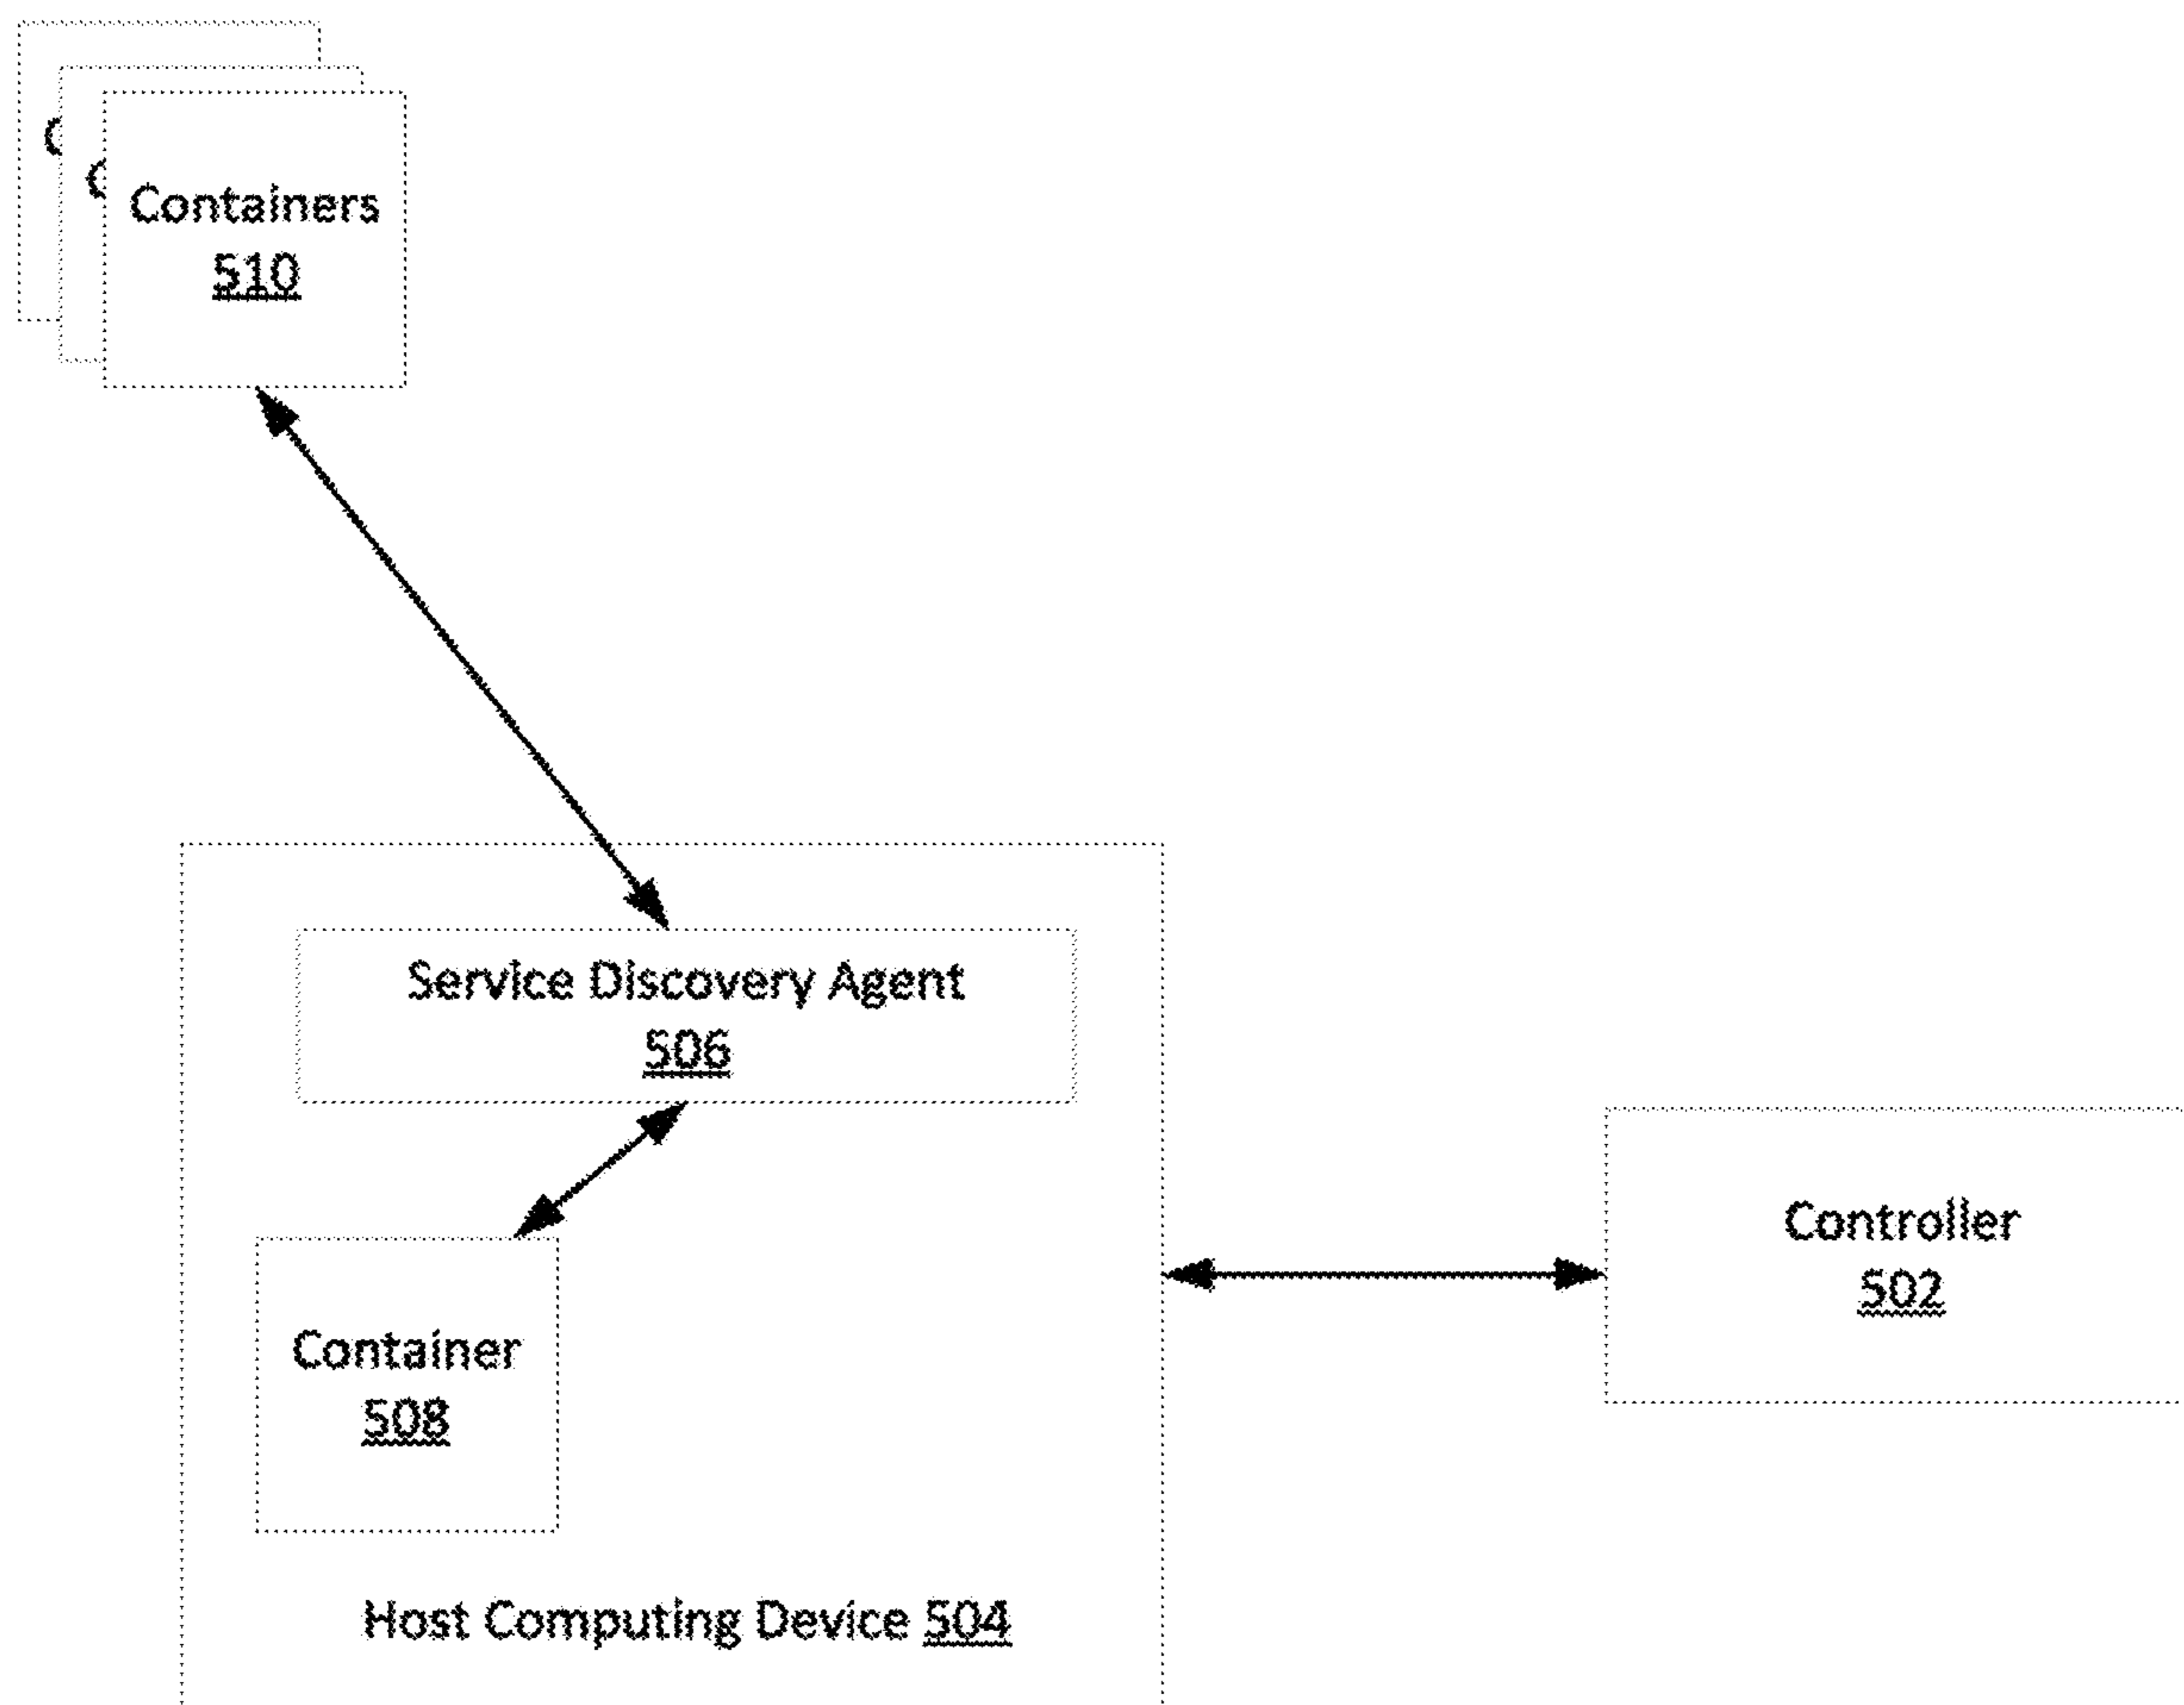 Containers
510
Service Discovery Agent
506
Controller
502
Container
508
Host Computing Device 504